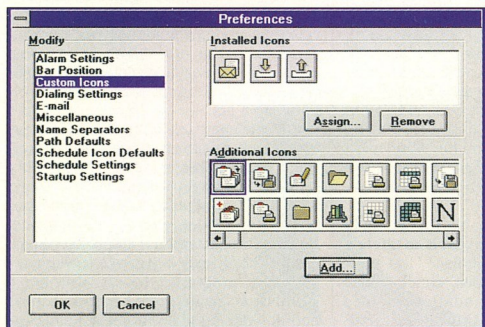 Preferences
Modify
Alarm Settings
Bar Position
Custom Icons
Dialing Settings
E-mail
Miscellaneous
Name Separators
Path Defaults
Schedule Icon Defaults
Schedule Settings
Startup Settings
OK
Cancel
Installed Icons
Assign...
Remove
Additional Icons
N
Add...